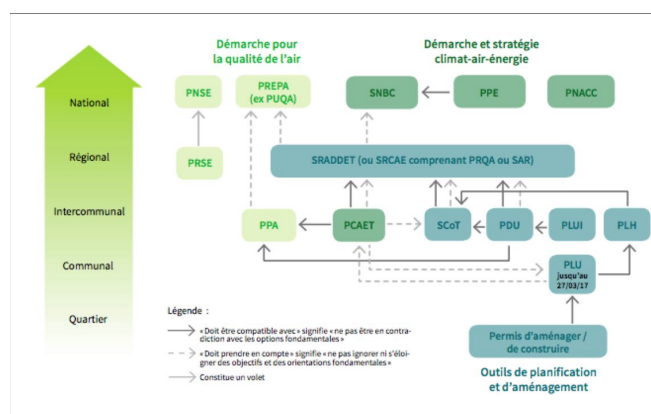 Démarche pour
la qualité de l'air
Démarche et stratégie
climat-air-énergie
National
PNSE
PREPA
(ex PUQA)
SNBC
PPE
PNACC
Régional
PRSE
SRADDET (ou SRCAE comprenant PRQA ou SAR)
Intercommunal
PPA
PCAET
SCoT
PDU
PLUI
PLH
Communal
PLU
jusqu'au
27/03/17
Quartier
Légende :
« Doit être compatible avec » signifie « ne pas être en contra-
diction avec les options fondamentales »
« Doit prendre en compte » signifie « ne pas ignorer ni s'éloi-
gner des objectifs et des orientations fondamentales »
Constitue un volet
Permis d'aménager /
de construire
Outils de planification
et d'aménagement